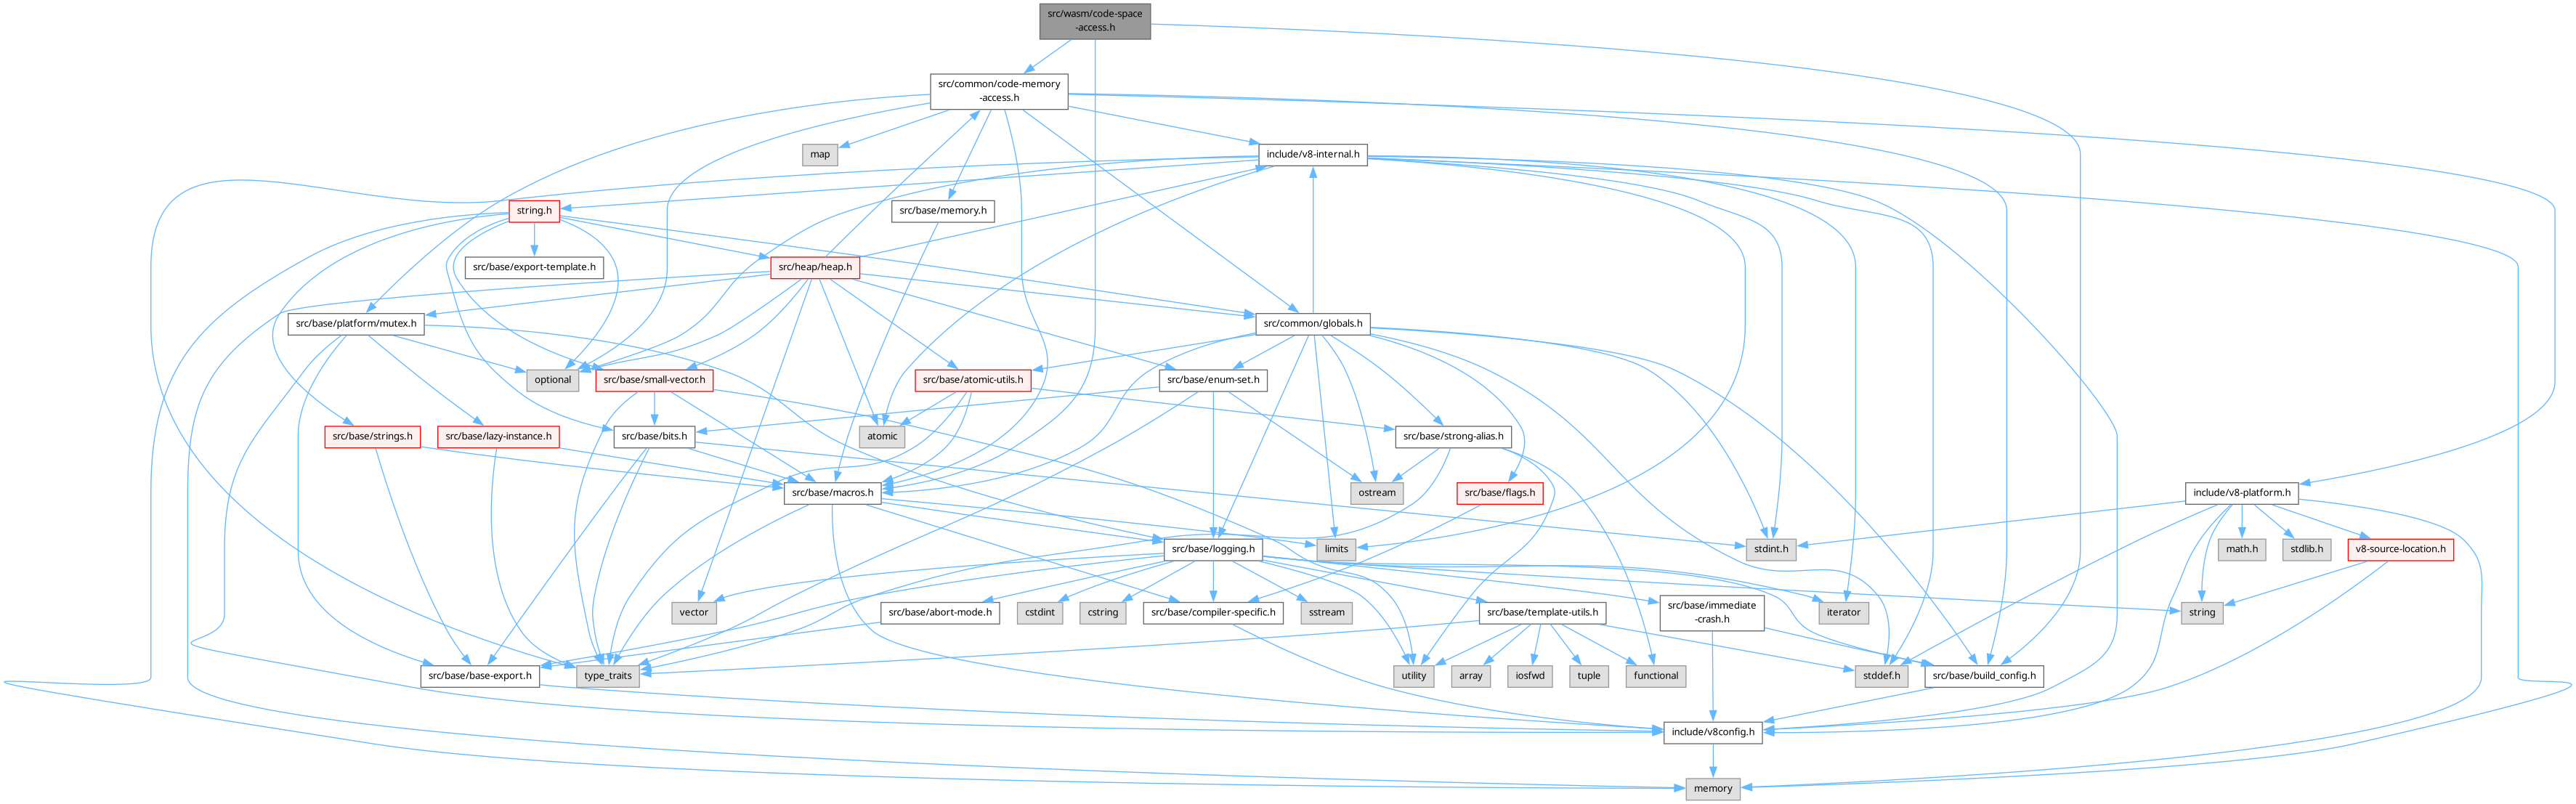 src/wasm/code-space
-access.h
src/common/code-memory
-access.h
map
include/v8-internal.h
string.h
src/base/memory.h
src/base/export-template.h
src/heap/heap.h
src/base/platform/mutex.h
src/common/globals.h
optional
src/base/small-vector.h
src/base/atomic-utils.h
src/base/enum-set.h
src/base/strings.h
src/base/lazy-instance.h
src/base/bits.h
atomic
src/base/strong-alias.h
src/base/macros.h
ostream
src/base/flags.h
include/v8-platform.h
src/base/logging.h
limits
stdint.h
math.h
stdlib.h
v8-source-location.h
vector
src/base/abort-mode.h
cstdint
cstring
src/base/compiler-specific.h
sstream
src/base/template-utils.h
src/base/immediate
-crash.h
iterator
string
src/base/base-export.h
type_traits
utility
array
iosfwd
tuple
functional
stddef.h
src/base/build_config.h
include/v8config.h
memory